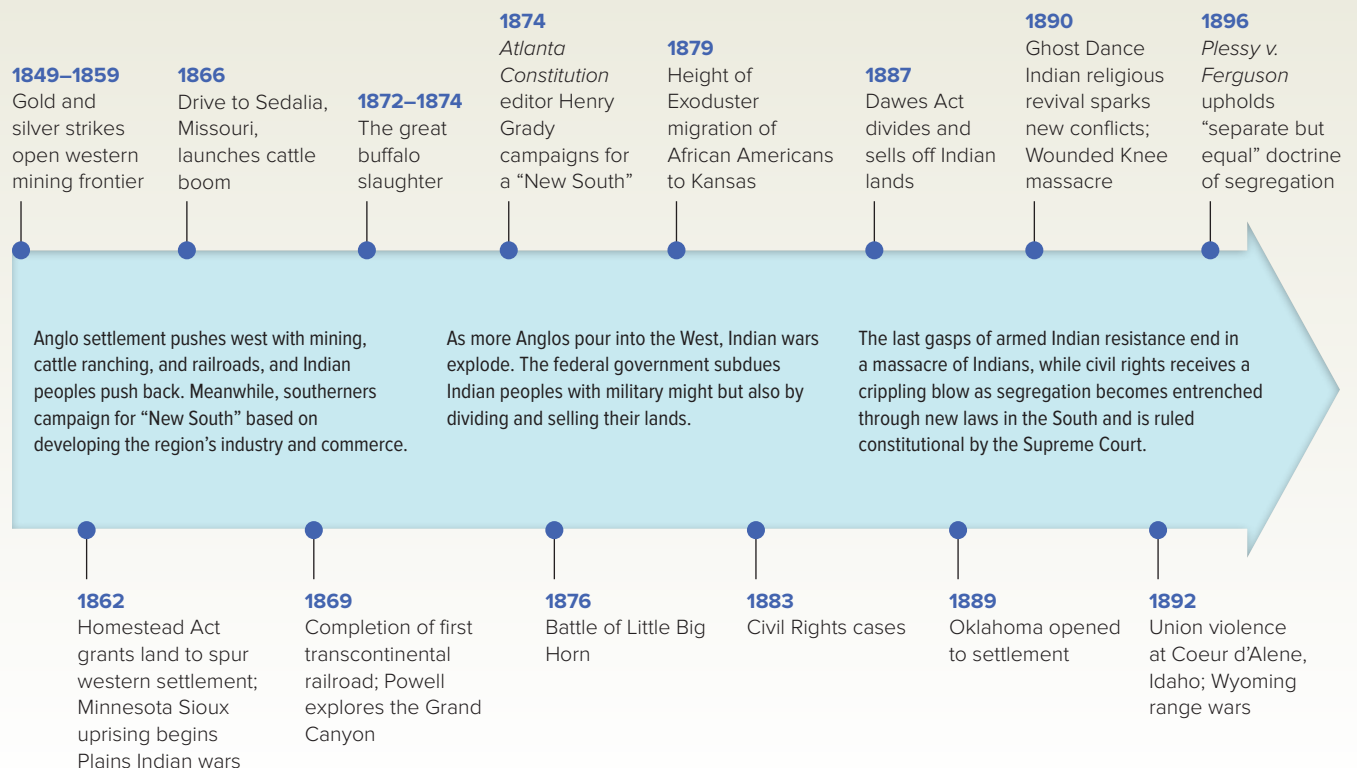 1849–1859
Gold and
silver strikes
open western
mining frontier
1866
Drive to Sedalia,
Missouri,
launches cattle
boom
1872–1874
The great
buffalo
slaughter
1874
Atlanta
Constitution
editor Henry
Grady
campaigns for
a “New South”
1879
Height of
Exoduster
migration of
African Americans
to Kansas
1887
Dawes Act
divides and
sells off Indian
lands
1890
Ghost Dance
Indian religious
revival sparks
new conflicts;
Wounded Knee
massacre
1896
Plessy v.
Ferguson
upholds
“separate but
equal” doctrine
of segregation
Anglo settlement pushes west with mining,
cattle ranching, and railroads, and Indian
peoples push back. Meanwhile, southerners
campaign for “New South” based on
developing the region’s industry and commerce.
As more Anglos pour into the West, Indian wars
explode. The federal government subdues
Indian peoples with military might but also by
dividing and selling their lands.
The last gasps of armed Indian resistance end in
a massacre of Indians, while civil rights receives a
crippling blow as segregation becomes entrenched
through new laws in the South and is ruled
constitutional by the Supreme Court.
1862
Homestead Act
grants land to spur
western settlement;
Minnesota Sioux
uprising begins
Plains Indian wars
1869
Completion of first
transcontinental
railroad; Powell
explores the Grand
Canyon
1876
Battle of Little Big
Horn
1883
Civil Rights cases
1889
Oklahoma opened
to settlement
1892
Union violence
at Coeur d’Alene,
Idaho; Wyoming
range wars